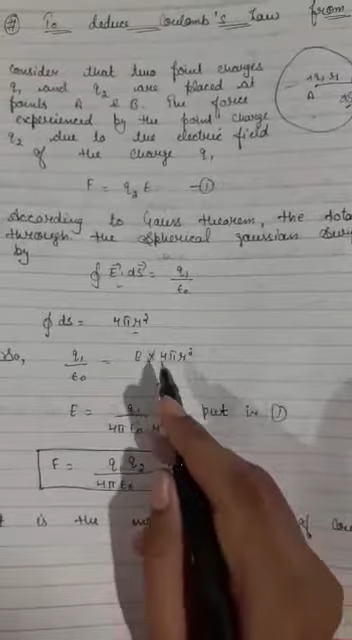 # To deduce Coulomb's Law from
Consider that two point charges
q₁ and q₂ are placed at
points A & B. The force
experienced by the point charge
q₂ due to the electric field
of the charge q₁
+q₁ r
A
F = q₂ E —①
According to Gauss theorem, the
through the spherical gaussian
by
∮ E⃗. ds⃗ = q₁/ε₀
∮ ds = 4πr²
So, q₁/ε₀ = E × 4πr²
E = q₁/4πε₀ put in ①
F = q₁q₂/4πε₀
is the of